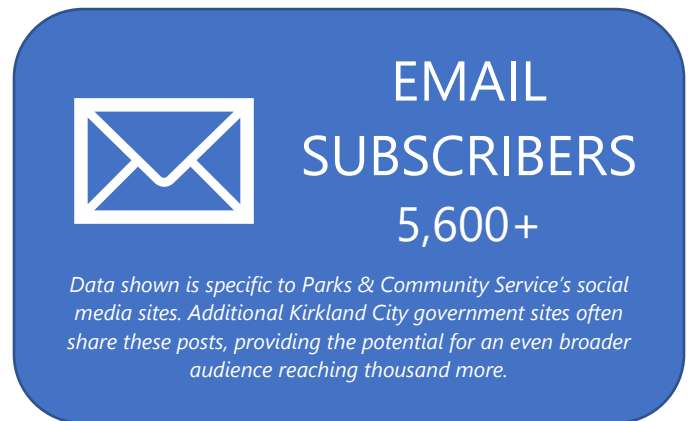 EMAIL
SUBSCRIBERS
5,600+
Data shown is specific to Parks & Community Service's social
media sites. Additional Kirkland City government sites often
share these posts, providing the potential for an even broader
audience reaching thousand more.